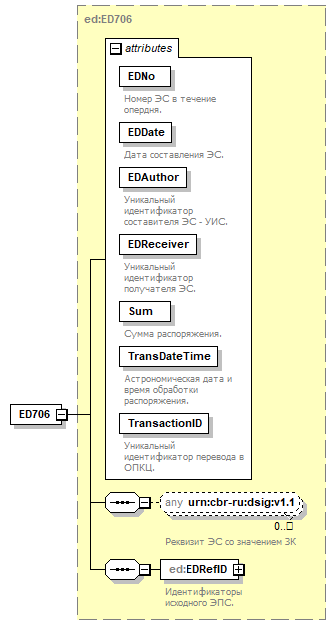 ed:ED706
attributes
EDNo
Номер ЭС в течение
опердня.
EDDate
Дата составления ЭС.
EDAuthor
Уникальный
идентификатор
составителя ЭС - УИС.
EDReceiver
Уникальный
идентификатор
получателя ЭС.
Sum
Сумма распоряжения.
TransDateTime
Астрономическая дата и
время обработки
распоряжения.
TransactionID
Уникальный
идентификатор перевода в
ОПКЦ.
ED706
any urn:cbr-ru:dsig:v1.1
0..□
Реквизит ЭС со значением ЗК
ed:EDRefID
Идентификаторы
исходного ЭПС.